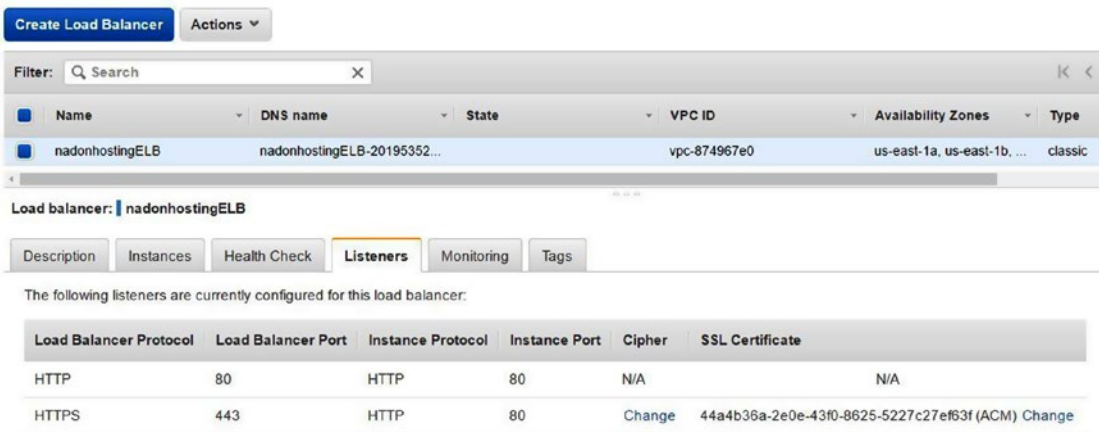 Create Load Balancer Actions
Filter: Search
Name DNS name State VPC ID Availability Zones Type
nadonhostingELB nadonhostingELB-20195352... vpc-874967e0 us-east-1a, us-east-1b, ... classic
Load balancer: nadonhostingELB
Description Instances Health Check Listeners Monitoring Tags
The following listeners are currently configured for this load balancer:
Load Balancer Protocol Load Balancer Port Instance Protocol Instance Port Cipher SSL Certificate
HTTP 80 HTTP 80 N/A N/A
HTTPS 443 HTTP 80 Change 44a4b36a-2e0e-43f0-8625-5227c27ef63f (ACM) Change